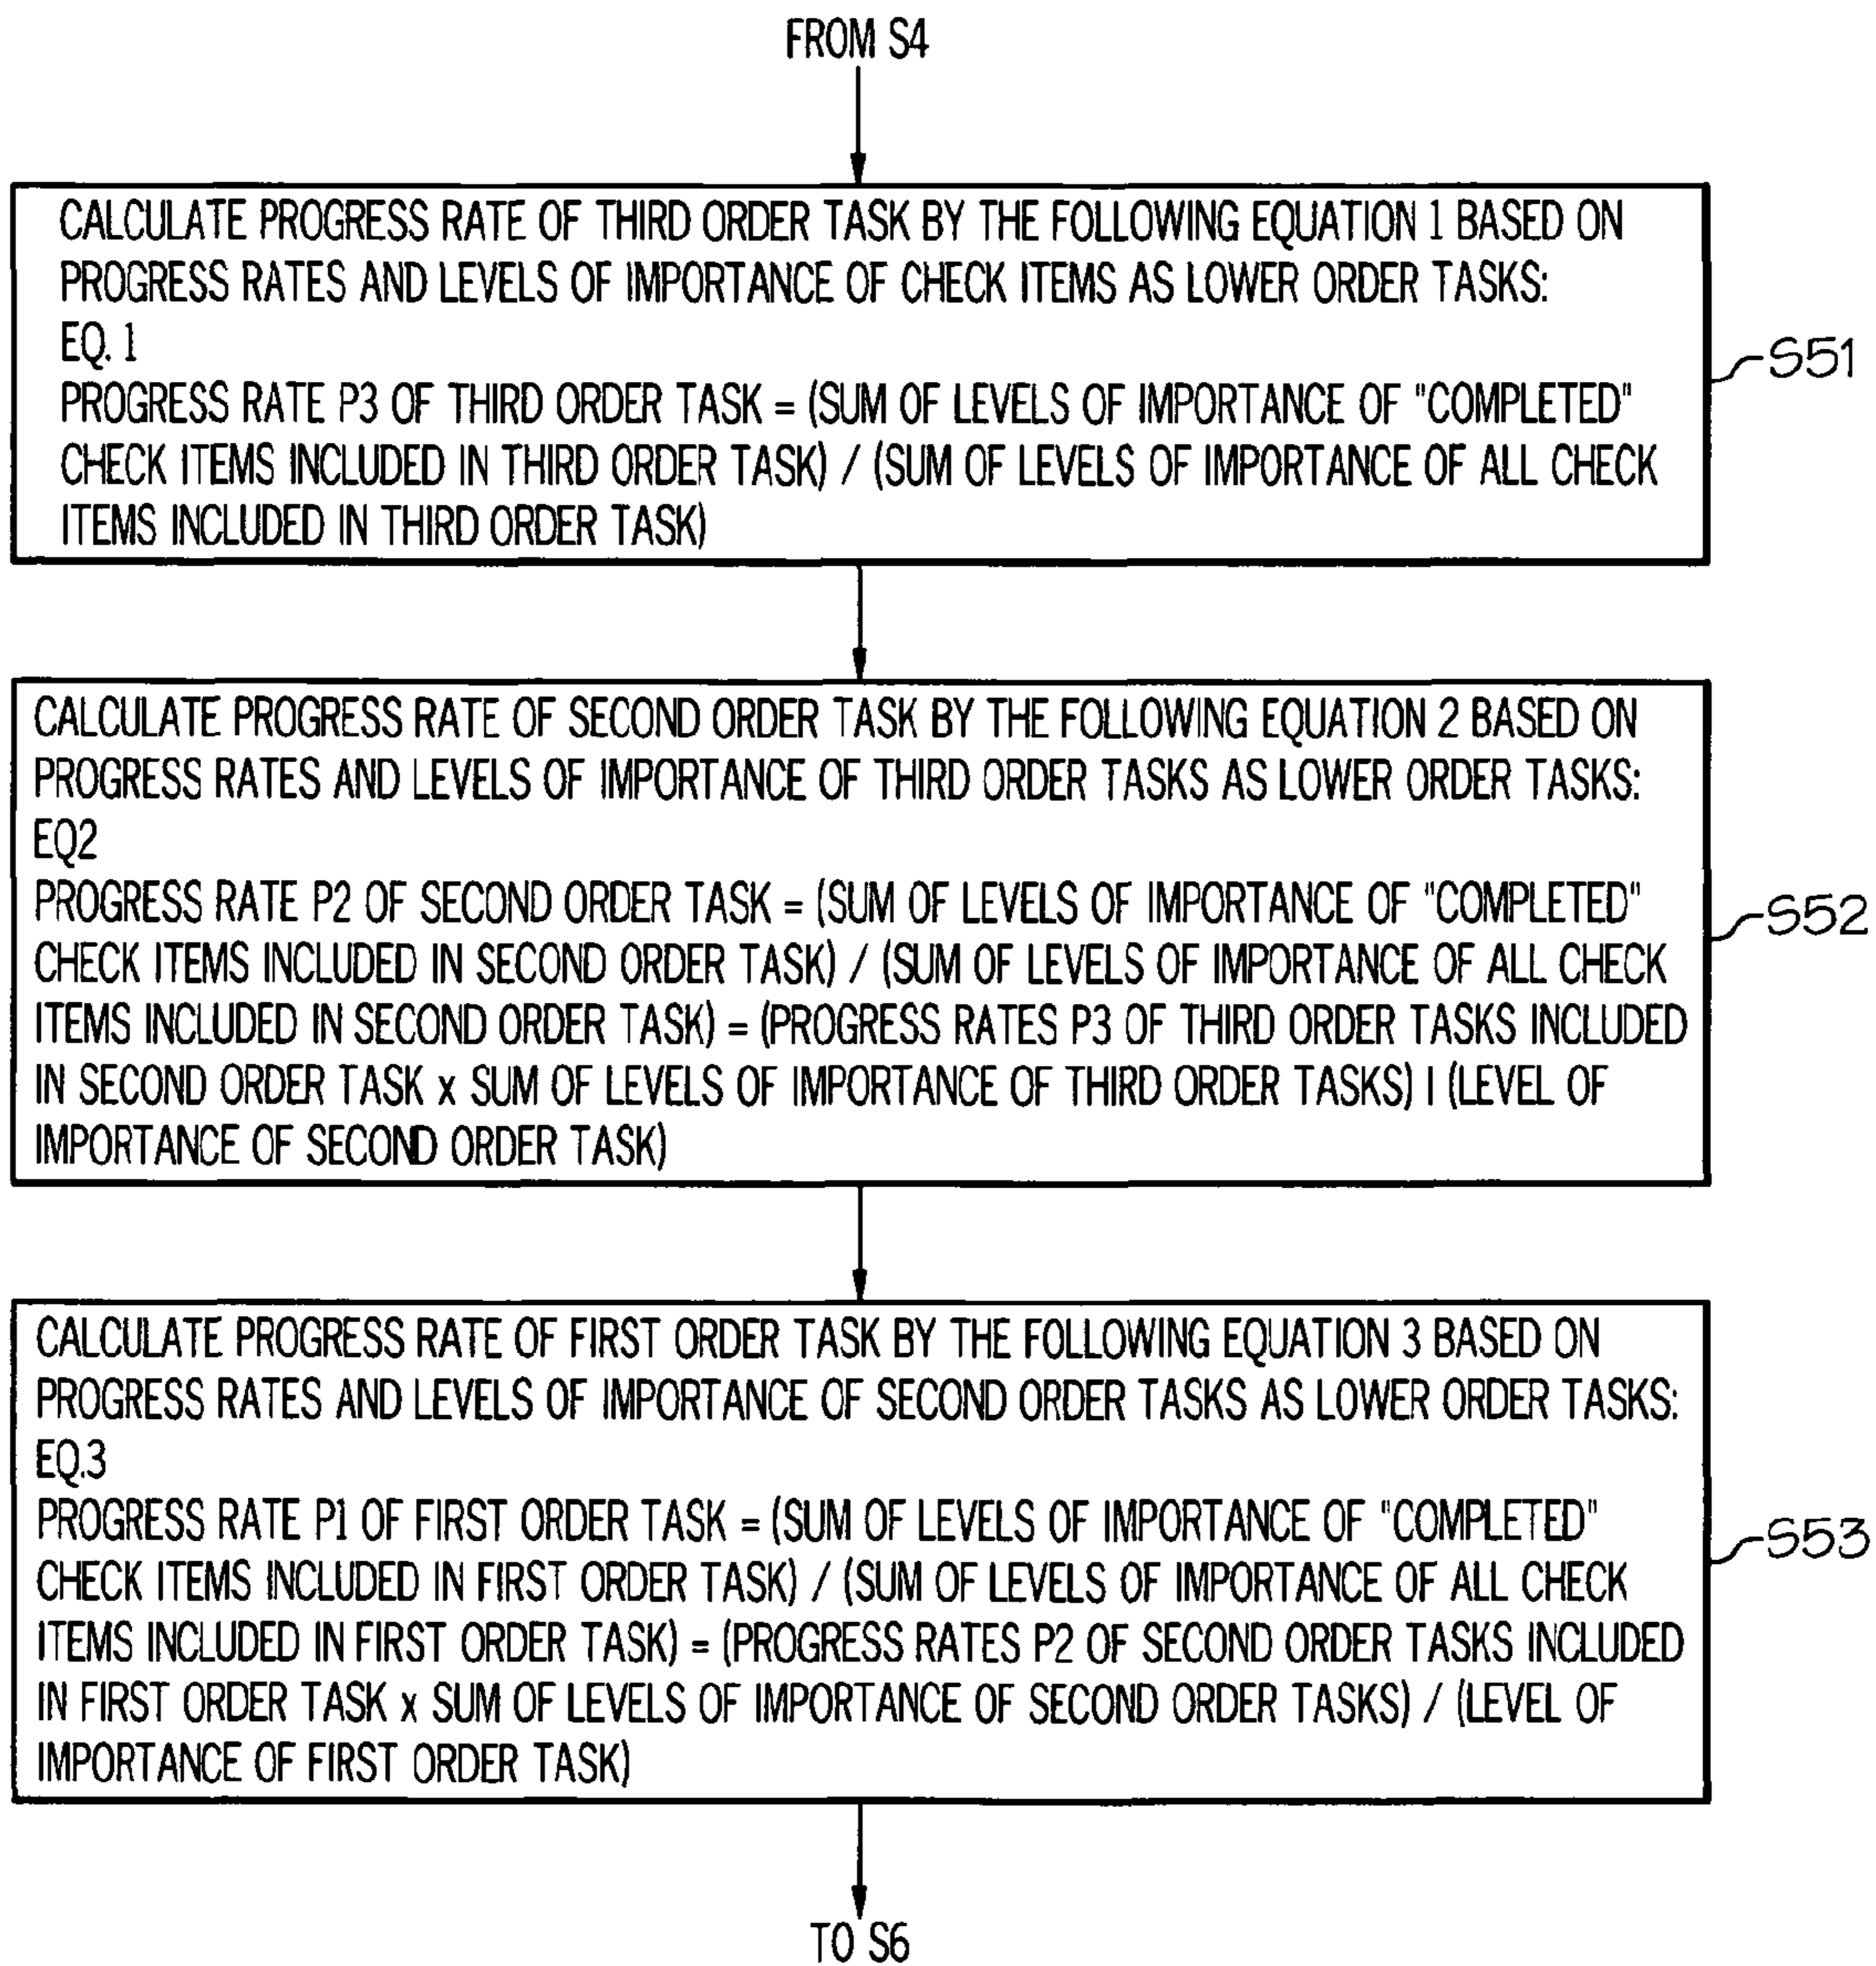 FROM S4
CALCULATE PROGRESS RATE OF THIRD ORDER TASK BY THE FOLLOWING EQUATION 1 BASED ON
PROGRESS RATES AND LEVELS OF IMPORTANCE OF CHECK ITEMS AS LOWER ORDER TASKS:
EQ. 1
PROGRESS RATE P3 OF THIRD ORDER TASK = (SUM OF LEVELS OF IMPORTANCE OF "COMPLETED"
CHECK ITEMS INCLUDED IN THIRD ORDER TASK) / (SUM OF LEVELS OF IMPORTANCE OF ALL CHECK
ITEMS INCLUDED IN THIRD ORDER TASK)
S51
CALCULATE PROGRESS RATE OF SECOND ORDER TASK BY THE FOLLOWING EQUATION 2 BASED ON
PROGRESS RATES AND LEVELS OF IMPORTANCE OF THIRD ORDER TASKS AS LOWER ORDER TASKS:
EQ2
PROGRESS RATE P2 OF SECOND ORDER TASK = (SUM OF LEVELS OF IMPORTANCE OF "COMPLETED"
CHECK ITEMS INCLUDED IN SECOND ORDER TASK) / (SUM OF LEVELS OF IMPORTANCE OF ALL CHECK
ITEMS INCLUDED IN SECOND ORDER TASK) = (PROGRESS RATES P3 OF THIRD ORDER TASKS INCLUDED
IN SECOND ORDER TASK x SUM OF LEVELS OF IMPORTANCE OF THIRD ORDER TASKS) I (LEVEL OF
IMPORTANCE OF SECOND ORDER TASK)
S52
CALCULATE PROGRESS RATE OF FIRST ORDER TASK BY THE FOLLOWING EQUATION 3 BASED ON
PROGRESS RATES AND LEVELS OF IMPORTANCE OF SECOND ORDER TASKS AS LOWER ORDER TASKS:
EQ.3
PROGRESS RATE P1 OF FIRST ORDER TASK = (SUM OF LEVELS OF IMPORTANCE OF "COMPLETED"
CHECK ITEMS INCLUDED IN FIRST ORDER TASK) / (SUM OF LEVELS OF IMPORTANCE OF ALL CHECK
ITEMS INCLUDED IN FIRST ORDER TASK) = (PROGRESS RATES P2 OF SECOND ORDER TASKS INCLUDED
IN FIRST ORDER TASK x SUM OF LEVELS OF IMPORTANCE OF SECOND ORDER TASKS) / (LEVEL OF
IMPORTANCE OF FIRST ORDER TASK)
S53
TO S6